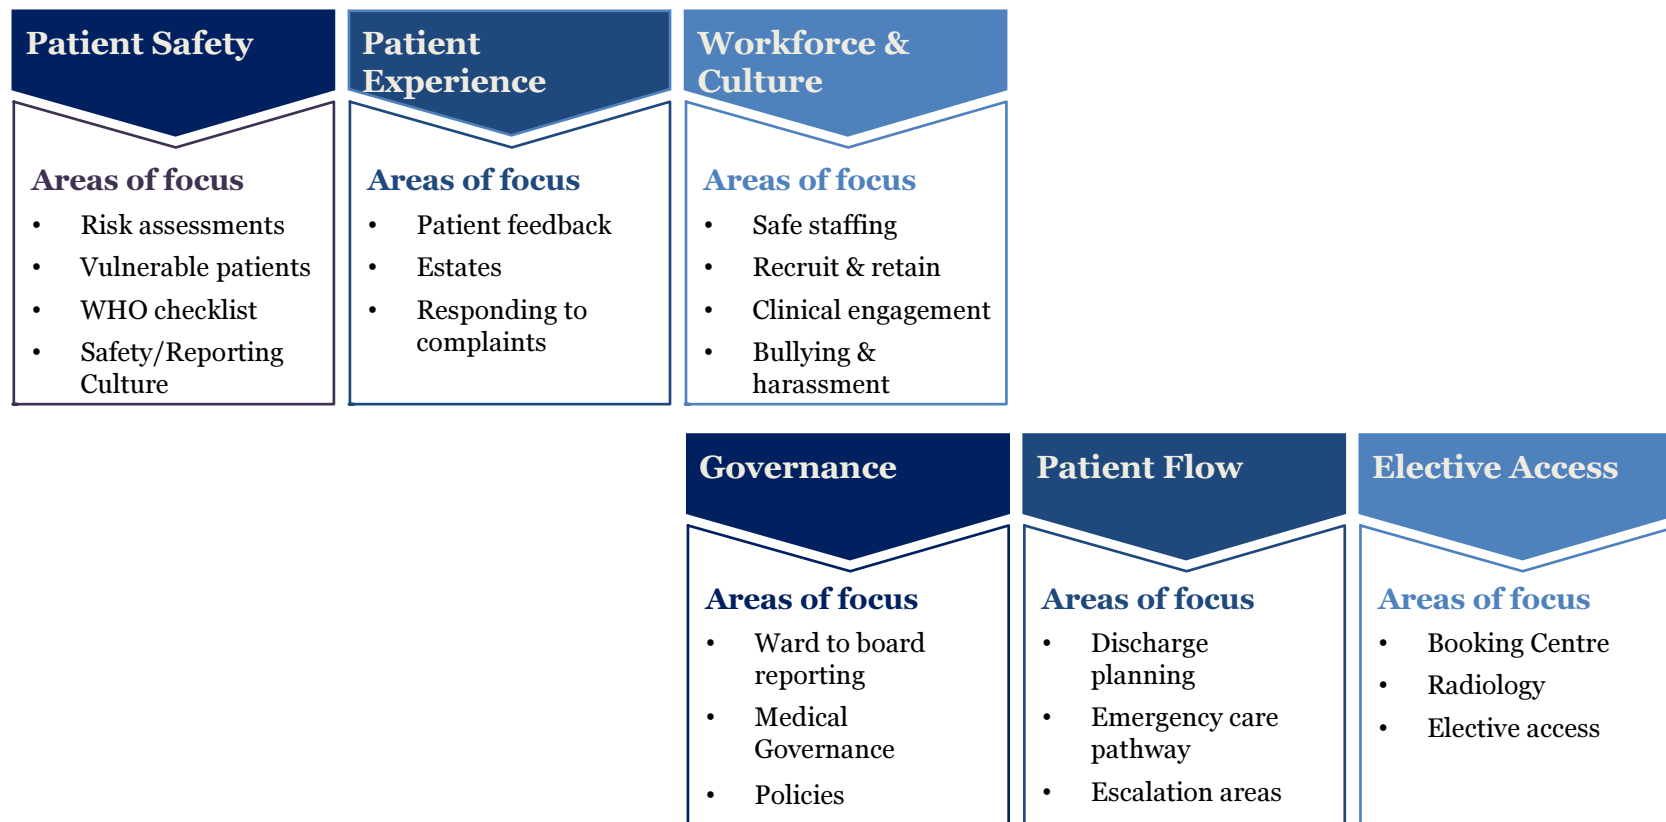 Patient Safety
Areas of focus
• Risk assessments
• Vulnerable patients
• WHO checklist
• Safety/Reporting
Culture
Patient
Experience
Areas of focus
• Patient feedback
• Estates
• Responding to
complaints
Workforce &
Culture
Areas of focus
• Safe staffing
• Recruit & retain
• Clinical engagement
• Bullying &
harassment
Governance
Areas of focus
• Ward to board
reporting
• Medical
Governance
• Policies
Patient Flow
Areas of focus
• Discharge
planning
• Emergency care
pathway
• Escalation areas
Elective Access
Areas of focus
• Booking Centre
• Radiology
• Elective access